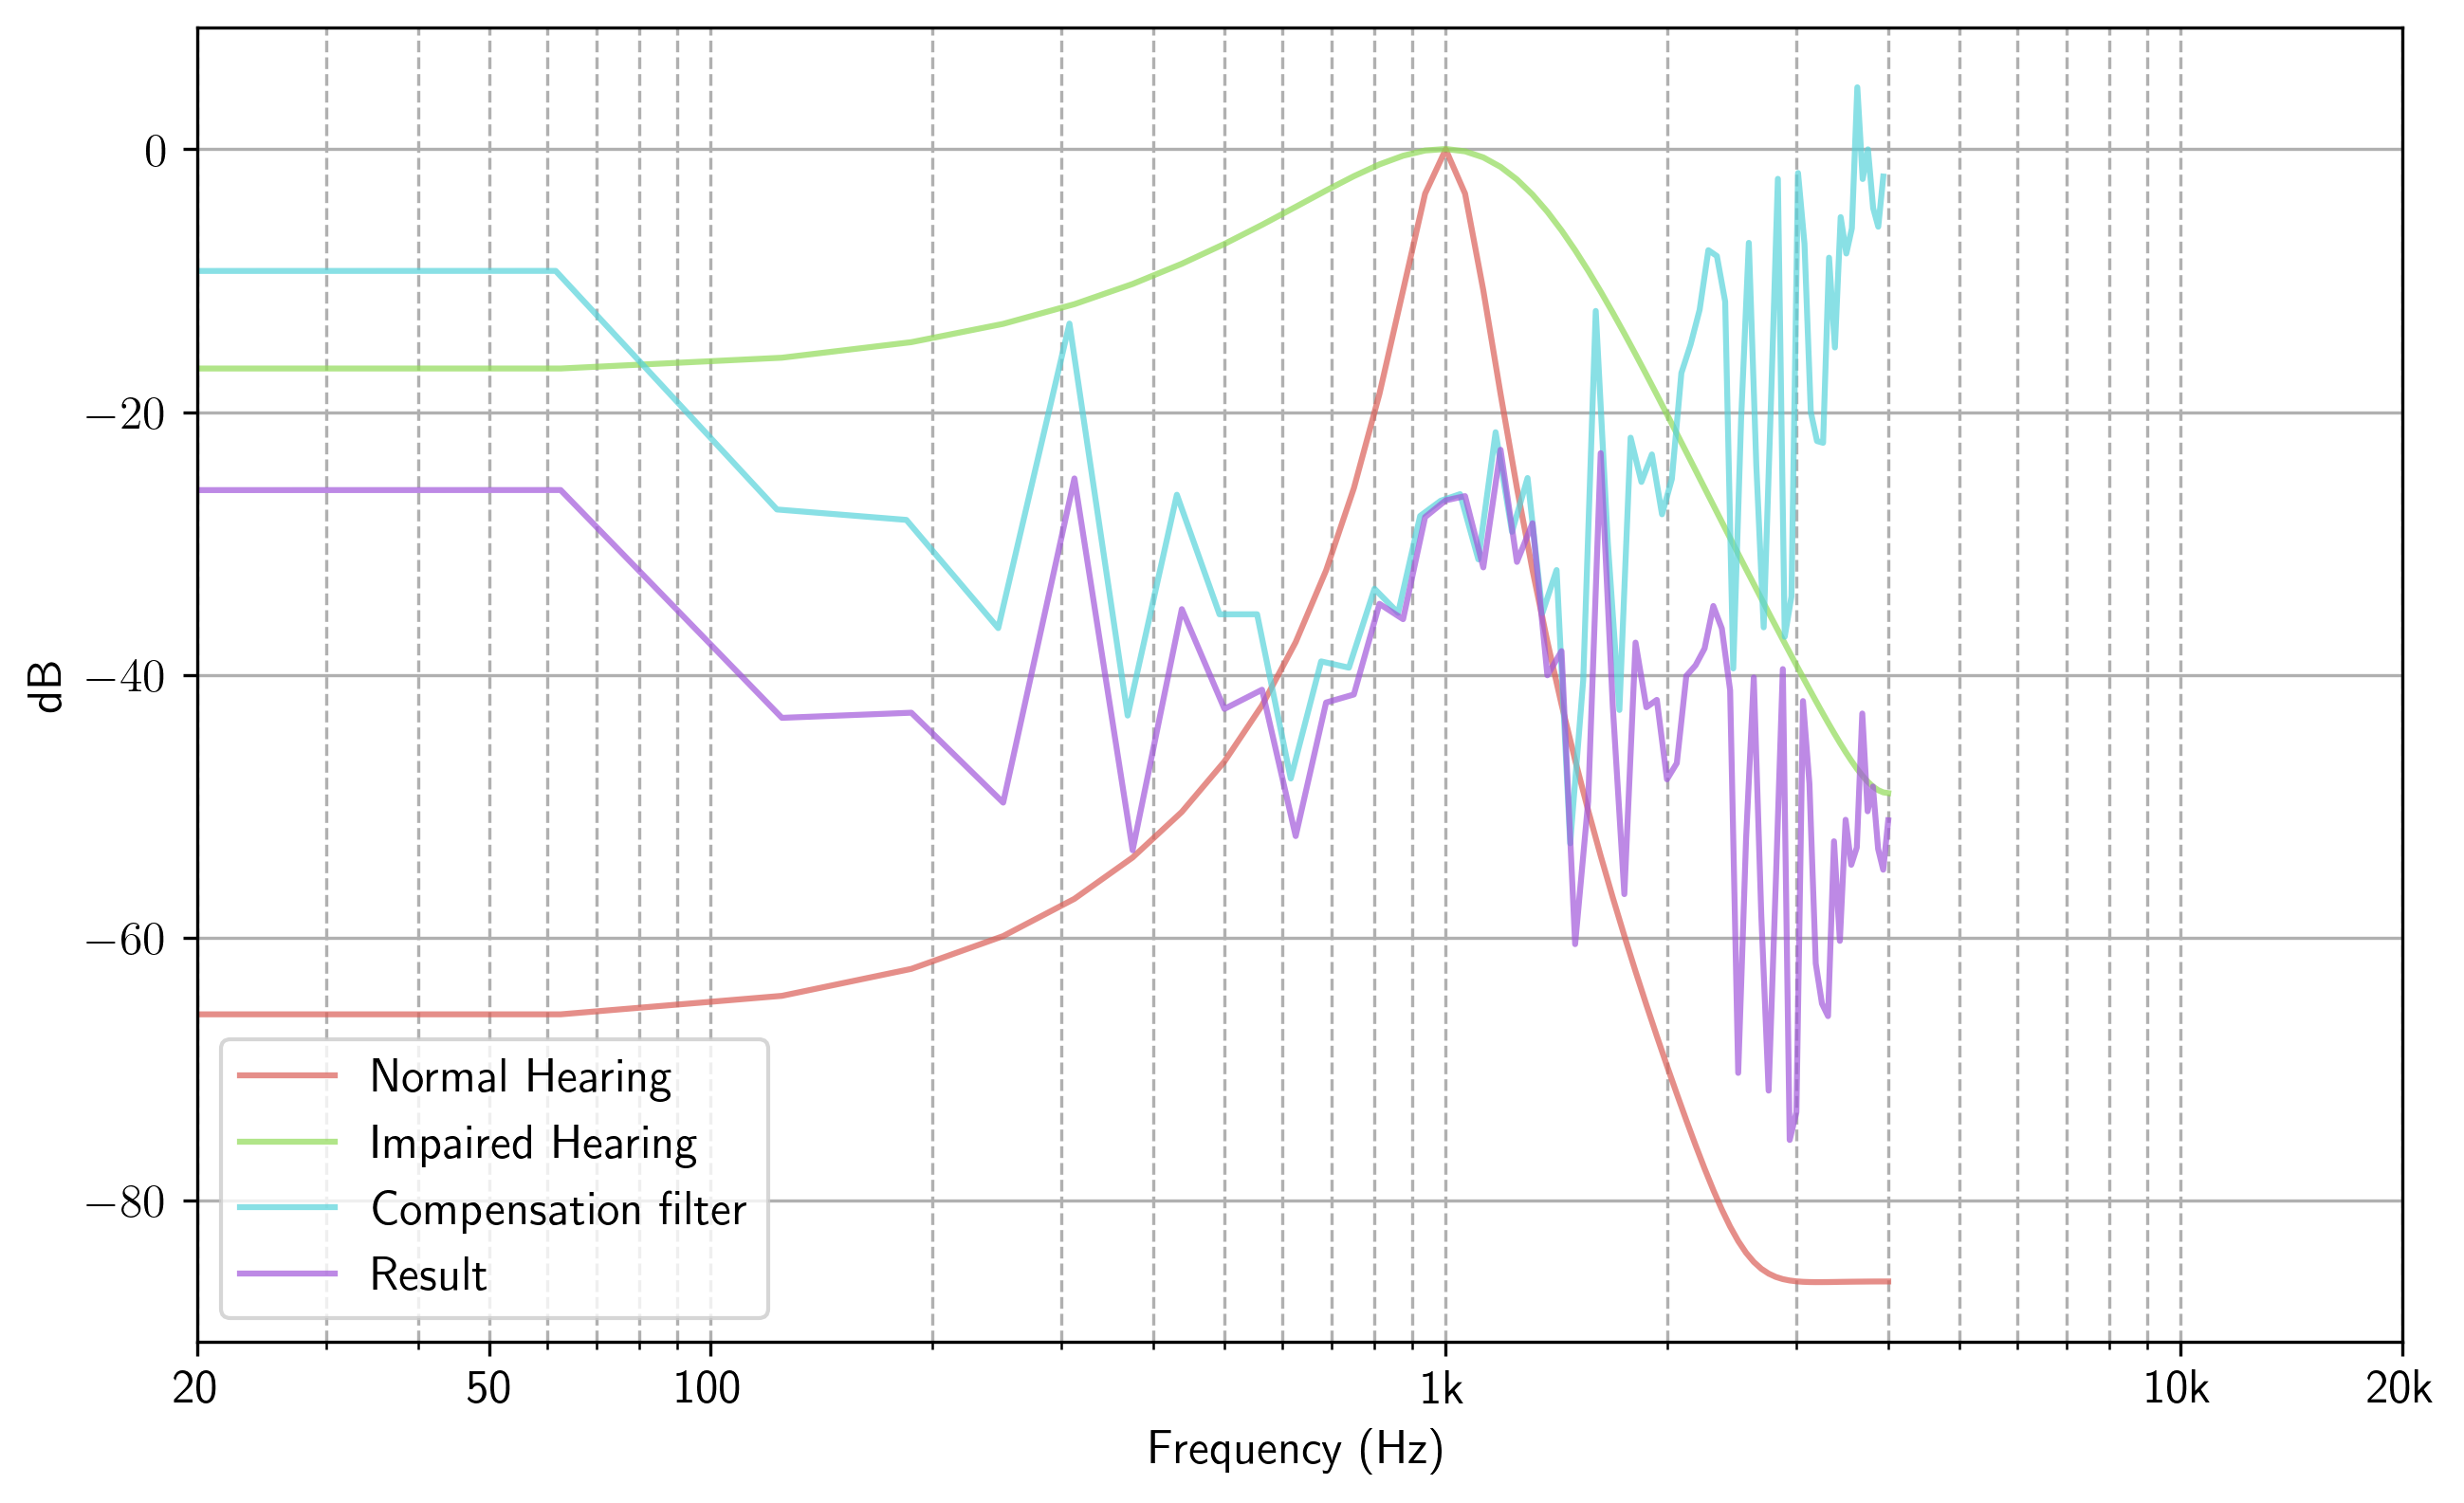 0
−20
−40
−60
−80
dB
Normal Hearing
Impaired Hearing
Compensation filter
Result
20 50 100 1k 10k 20k
Frequency (Hz)